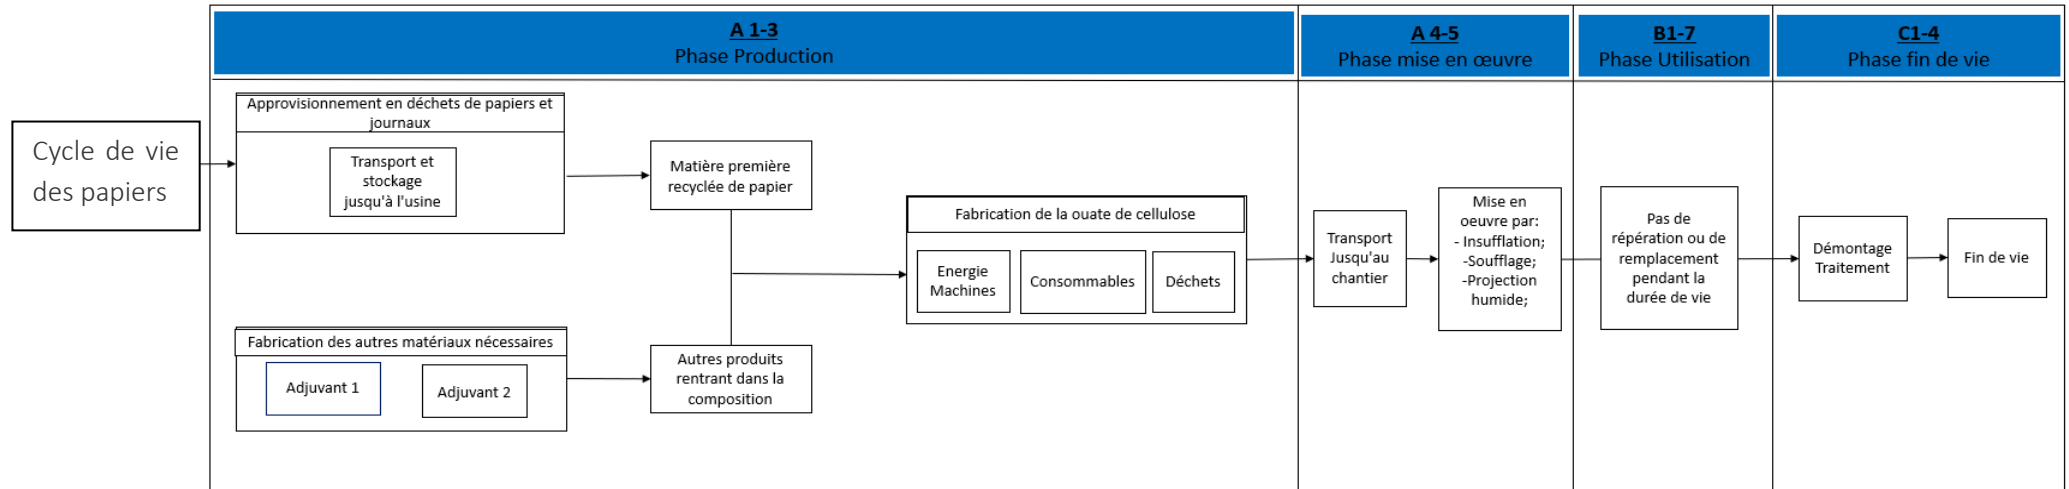 A 1-3
Phase Production
A 4-5
Phase mise en œuvre
B1-7
Phase Utilisation
C1-4
Phase fin de vie
Cycle de vie
des papiers
Approvisionnement en déchets de papiers et
journaux
Transport et
stockage
jusqu'à l'usine
Matière première
recyclée de papier
Fabrication des autres matériaux nécessaires
Adjuvant 1
Adjuvant 2
Autres produits
rentrant dans la
composition
Fabrication de la ouate de cellulose
Energie
Machines
Consommables
Déchets
Transport
Jusqu'au
chantier
Mise en
oeuvre par:
- Insufflation;
-Soufflage;
-Projection
humide;
Pas de
répération ou de
remplacement
pendant la
durée de vie
Démontage
Traitement
Fin de vie